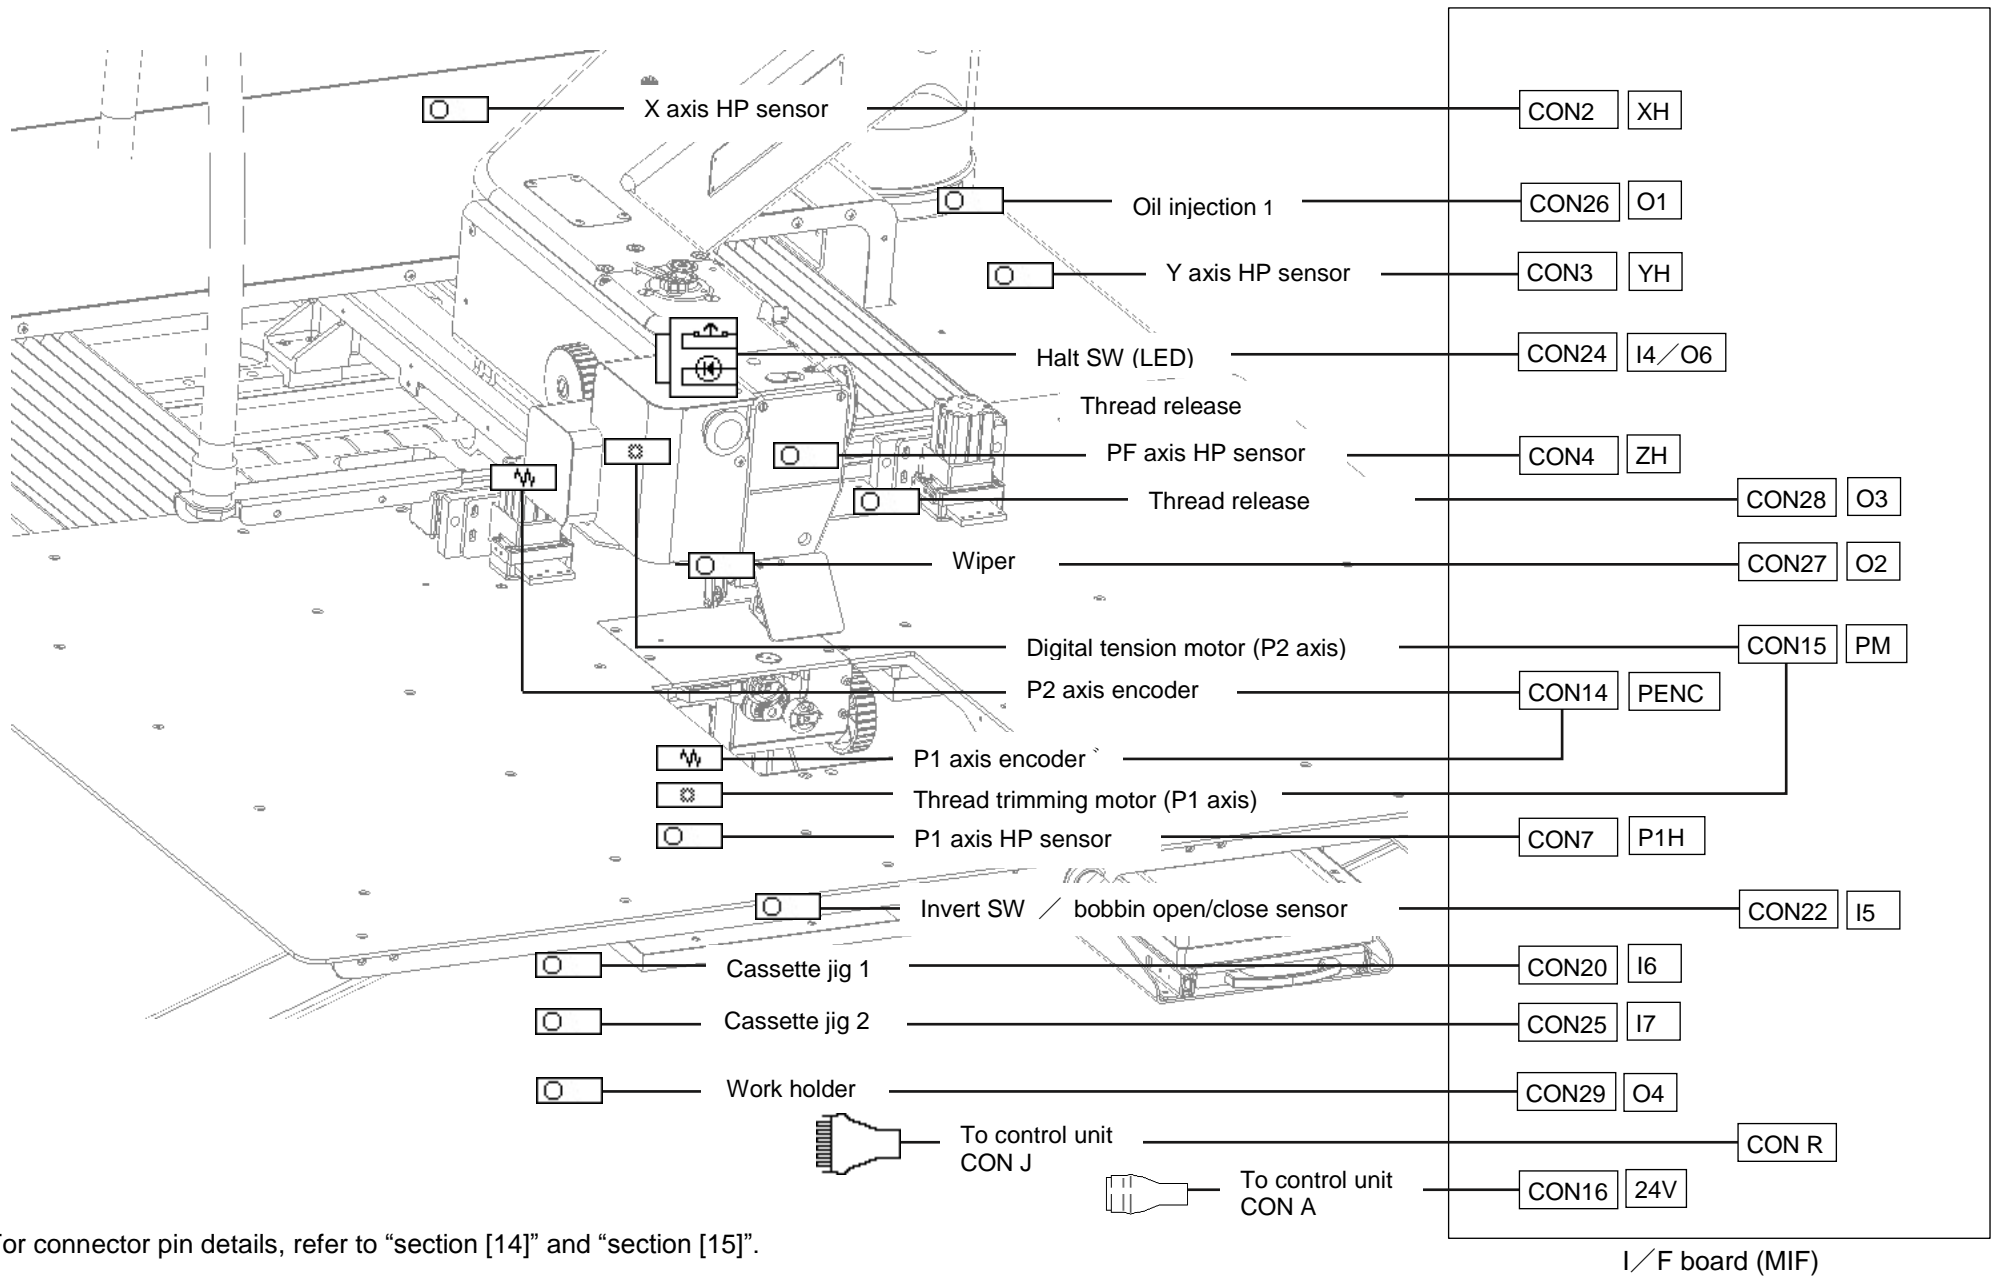 X axis HP sensor CON2 XH
Oil injection 1 CON26 O1
Y axis HP sensor CON3 YH
Halt SW (LED) CON24 I4／O6
Thread release
PF axis HP sensor CON4 ZH
Thread release CON28 O3
Wiper CON27 O2
Digital tension motor (P2 axis) CON15 PM
P2 axis encoder CON14 PENC
P1 axis encoder
Thread trimming motor (P1 axis)
P1 axis HP sensor CON7 P1H
Invert SW ／ bobbin open/close sensor CON22 I5
Cassette jig 1 CON20 I6
Cassette jig 2 CON25 I7
Work holder CON29 O4
To control unit CON R
CON J
To control unit CON16 24V
CON A
or connector pin details, refer to “section [14]” and “section [15]”.
I／F board (MIF)